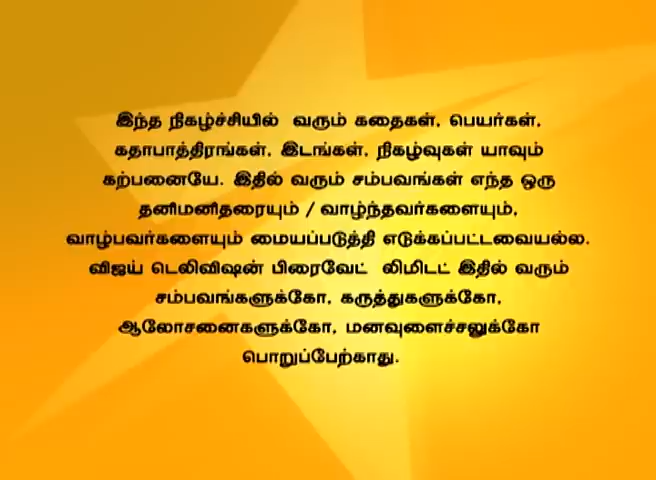 இந்த நிகழ்ச்சியில் வரும் கதைகள், பெயர்கள்,
கதாபாத்திரங்கள், இடங்கள், நிகழ்வுகள் யாவும்
கற்பனையே. இதில் வரும் சம்பவங்கள் எந்த ஒரு
தனிமனிதரையும் / வாழ்ந்தவர்களையும்,
வாழ்பவர்களையும் மையப்படுத்தி எடுக்கப்பட்டவையல்ல.
விஜய் டெலிவிஷன் பிரைவேட் லிமிடட் இதில் வரும்
சம்பவங்களுக்கோ, கருத்துகளுக்கோ,
ஆலோசனைகளுக்கோ, மனவுளைச்சலுக்கோ
பொறுப்பேற்காது.